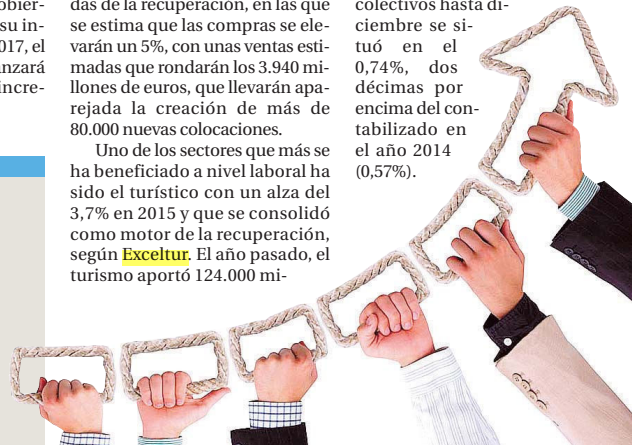 obier-
su in-
2017, el
nzará
incre-
das de la recuperación, en las que
se estima que las compras se ele-
varán un 5%, con unas ventas esti-
madas que rondarán los 3.940 mi-
llones de euros, que llevarán apa-
rejada la creación de más de
80.000 nuevas colocaciones.
Uno de los sectores que más se
ha beneficiado a nivel laboral ha
sido el turístico con un alza del
3,7% en 2015 y que se consolidó
como motor de la recuperación,
según Exceltur. El año pasado, el
turismo aportó 124.000 mi-
colectivos hasta di-
ciembre se si-
tuó en el
0,74%, dos
décimas por
encima del con-
tabilizado en
el año 2014
(0,57%).